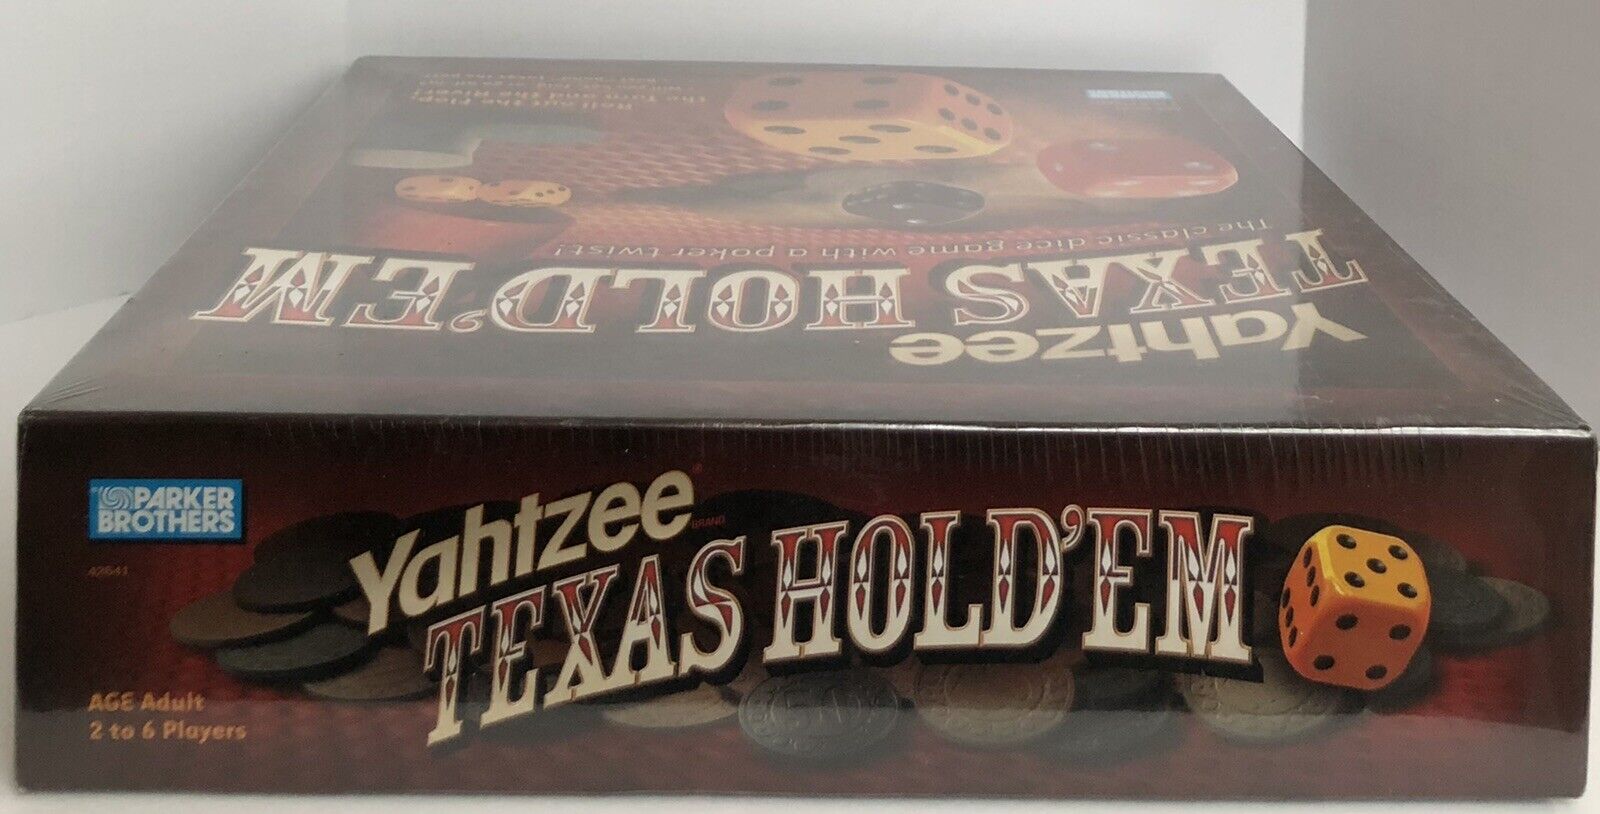 Roll out the Flop,
the Turn and the River!
The classic dice game with a poker twist!
TEXAS HOLD'EM
Yahtzee
PARKER
BROTHERS
42641
Yahtzee®
BRAND
TEXAS HOLD'EM
AGE Adult
2 to 6 Players